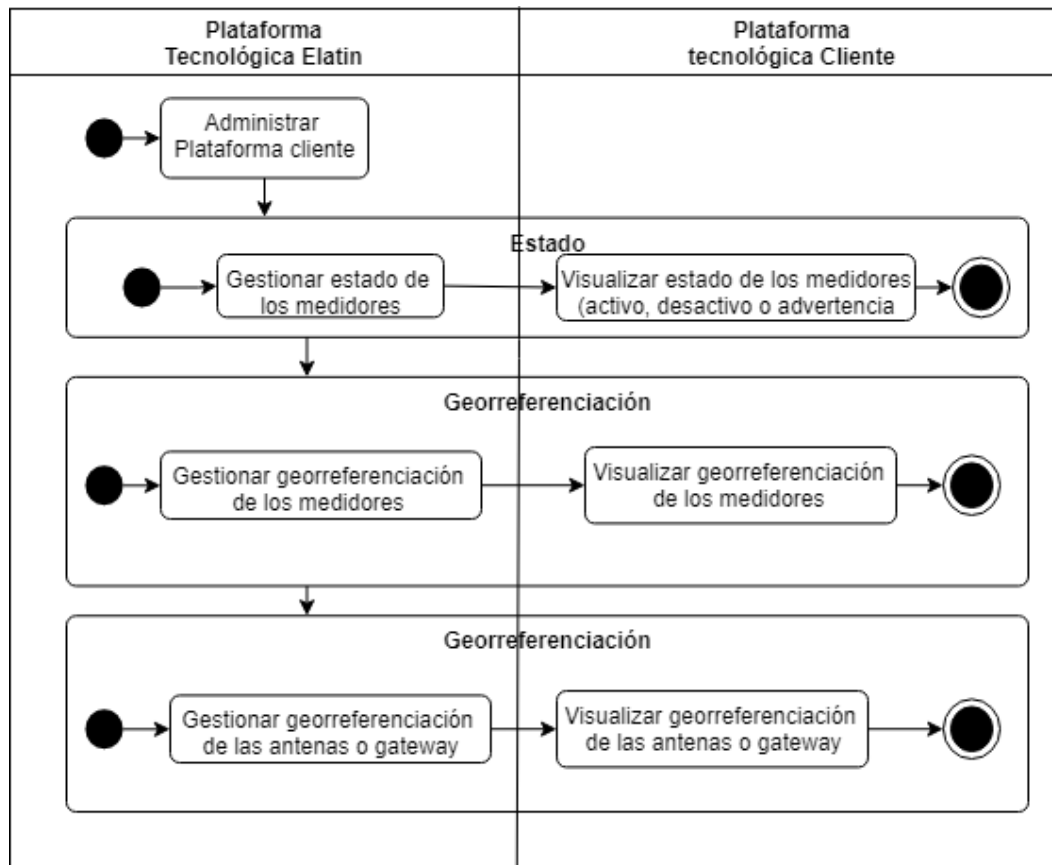 Plataforma
Tecnológica Elatin
Plataforma
tecnológica Cliente
Administrar
Plataforma cliente
Estado
Gestionar estado de
los medidores
Visualizar estado de los medidores
(activo, desactivo o advertencia
Georreferenciación
Gestionar georreferenciación
de los medidores
Visualizar georreferenciación
de los medidores
Georreferenciación
Gestionar georreferenciación
de las antenas o gateway
Visualizar georreferenciación
de las antenas o gateway